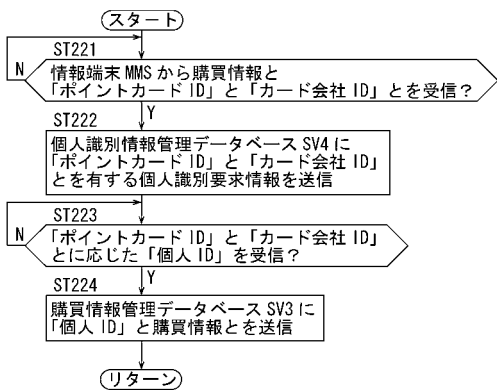 スタート
ST221
N
情報端末 MMS から購買情報と
「ポイントカード ID」と「カード会社 ID」とを受信？
Y
ST222
個人識別情報管理データベース SV4 に
「ポイントカード ID」と「カード会社 ID」
とを有する個人識別要求情報を送信
ST223
N
「ポイントカード ID」と「カード会社 ID」
とに応じた「個人 ID」を受信？
Y
ST224
購買情報管理データベース SV3 に
「個人 ID」と購買情報とを送信
リターン